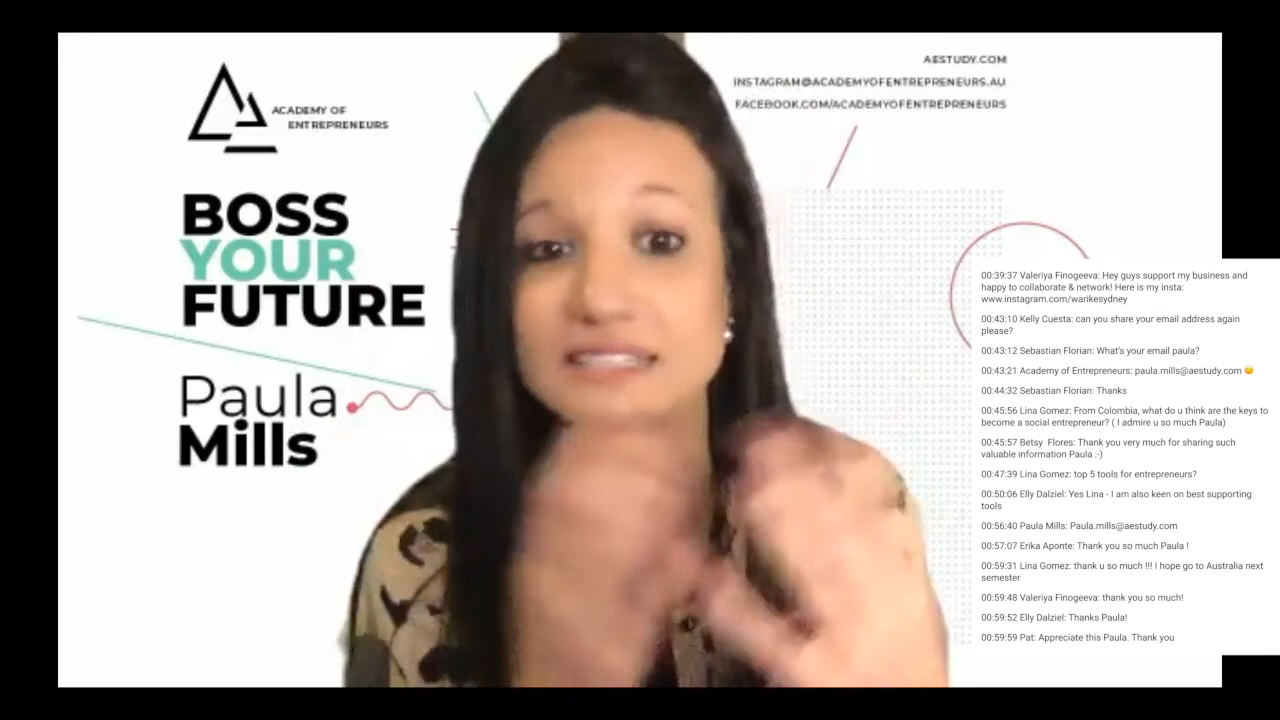 ACADEMY OF
ENTREPRENEURS
AESTUDY.COM
INSTAGRAM@ACADEMYOFENTREPRENEURS.AU
FACEBOOK.COM/ACADEMYOFENTREPRENEURS
BOSS
YOUR
FUTURE
Paula
Mills
00:39:37 Valeriya Finogeeva: Hey guys support my business and
happy to collaborate & network! Here is my insta:
www.instagram.com/warikesydney
00:43:10 Kelly Cuesta: can you share your email address again
please?
00:43:12 Sebastian Florian: What's your email paula?
00:43:21 Academy of Entrepreneurs: paula.mills@aestudy.com 😊
00:44:32 Sebastian Florian: Thanks
00:45:56 Lina Gomez: From Colombia, what do u think are the keys to
become a social entrepreneur? ( I admire u so much Paula)
00:45:57 Betsy Flores: Thank you very much for sharing such
valuable information Paula :-)
00:47:39 Lina Gomez: top 5 tools for entrepreneurs?
00:50:06 Elly Dalziel: Yes Lina - I am also keen on best supporting
tools
00:56:40 Paula Mills: Paula.mills@aestudy.com
00:57:07 Erika Aponte: Thank you so much Paula !
00:59:31 Lina Gomez: thank u so much !!! I hope go to Australia next
semester
00:59:48 Valeriya Finogeeva: thank you so much!
00:59:52 Elly Dalziel: Thanks Paula!
00:59:59 Pat: Appreciate this Paula. Thank you